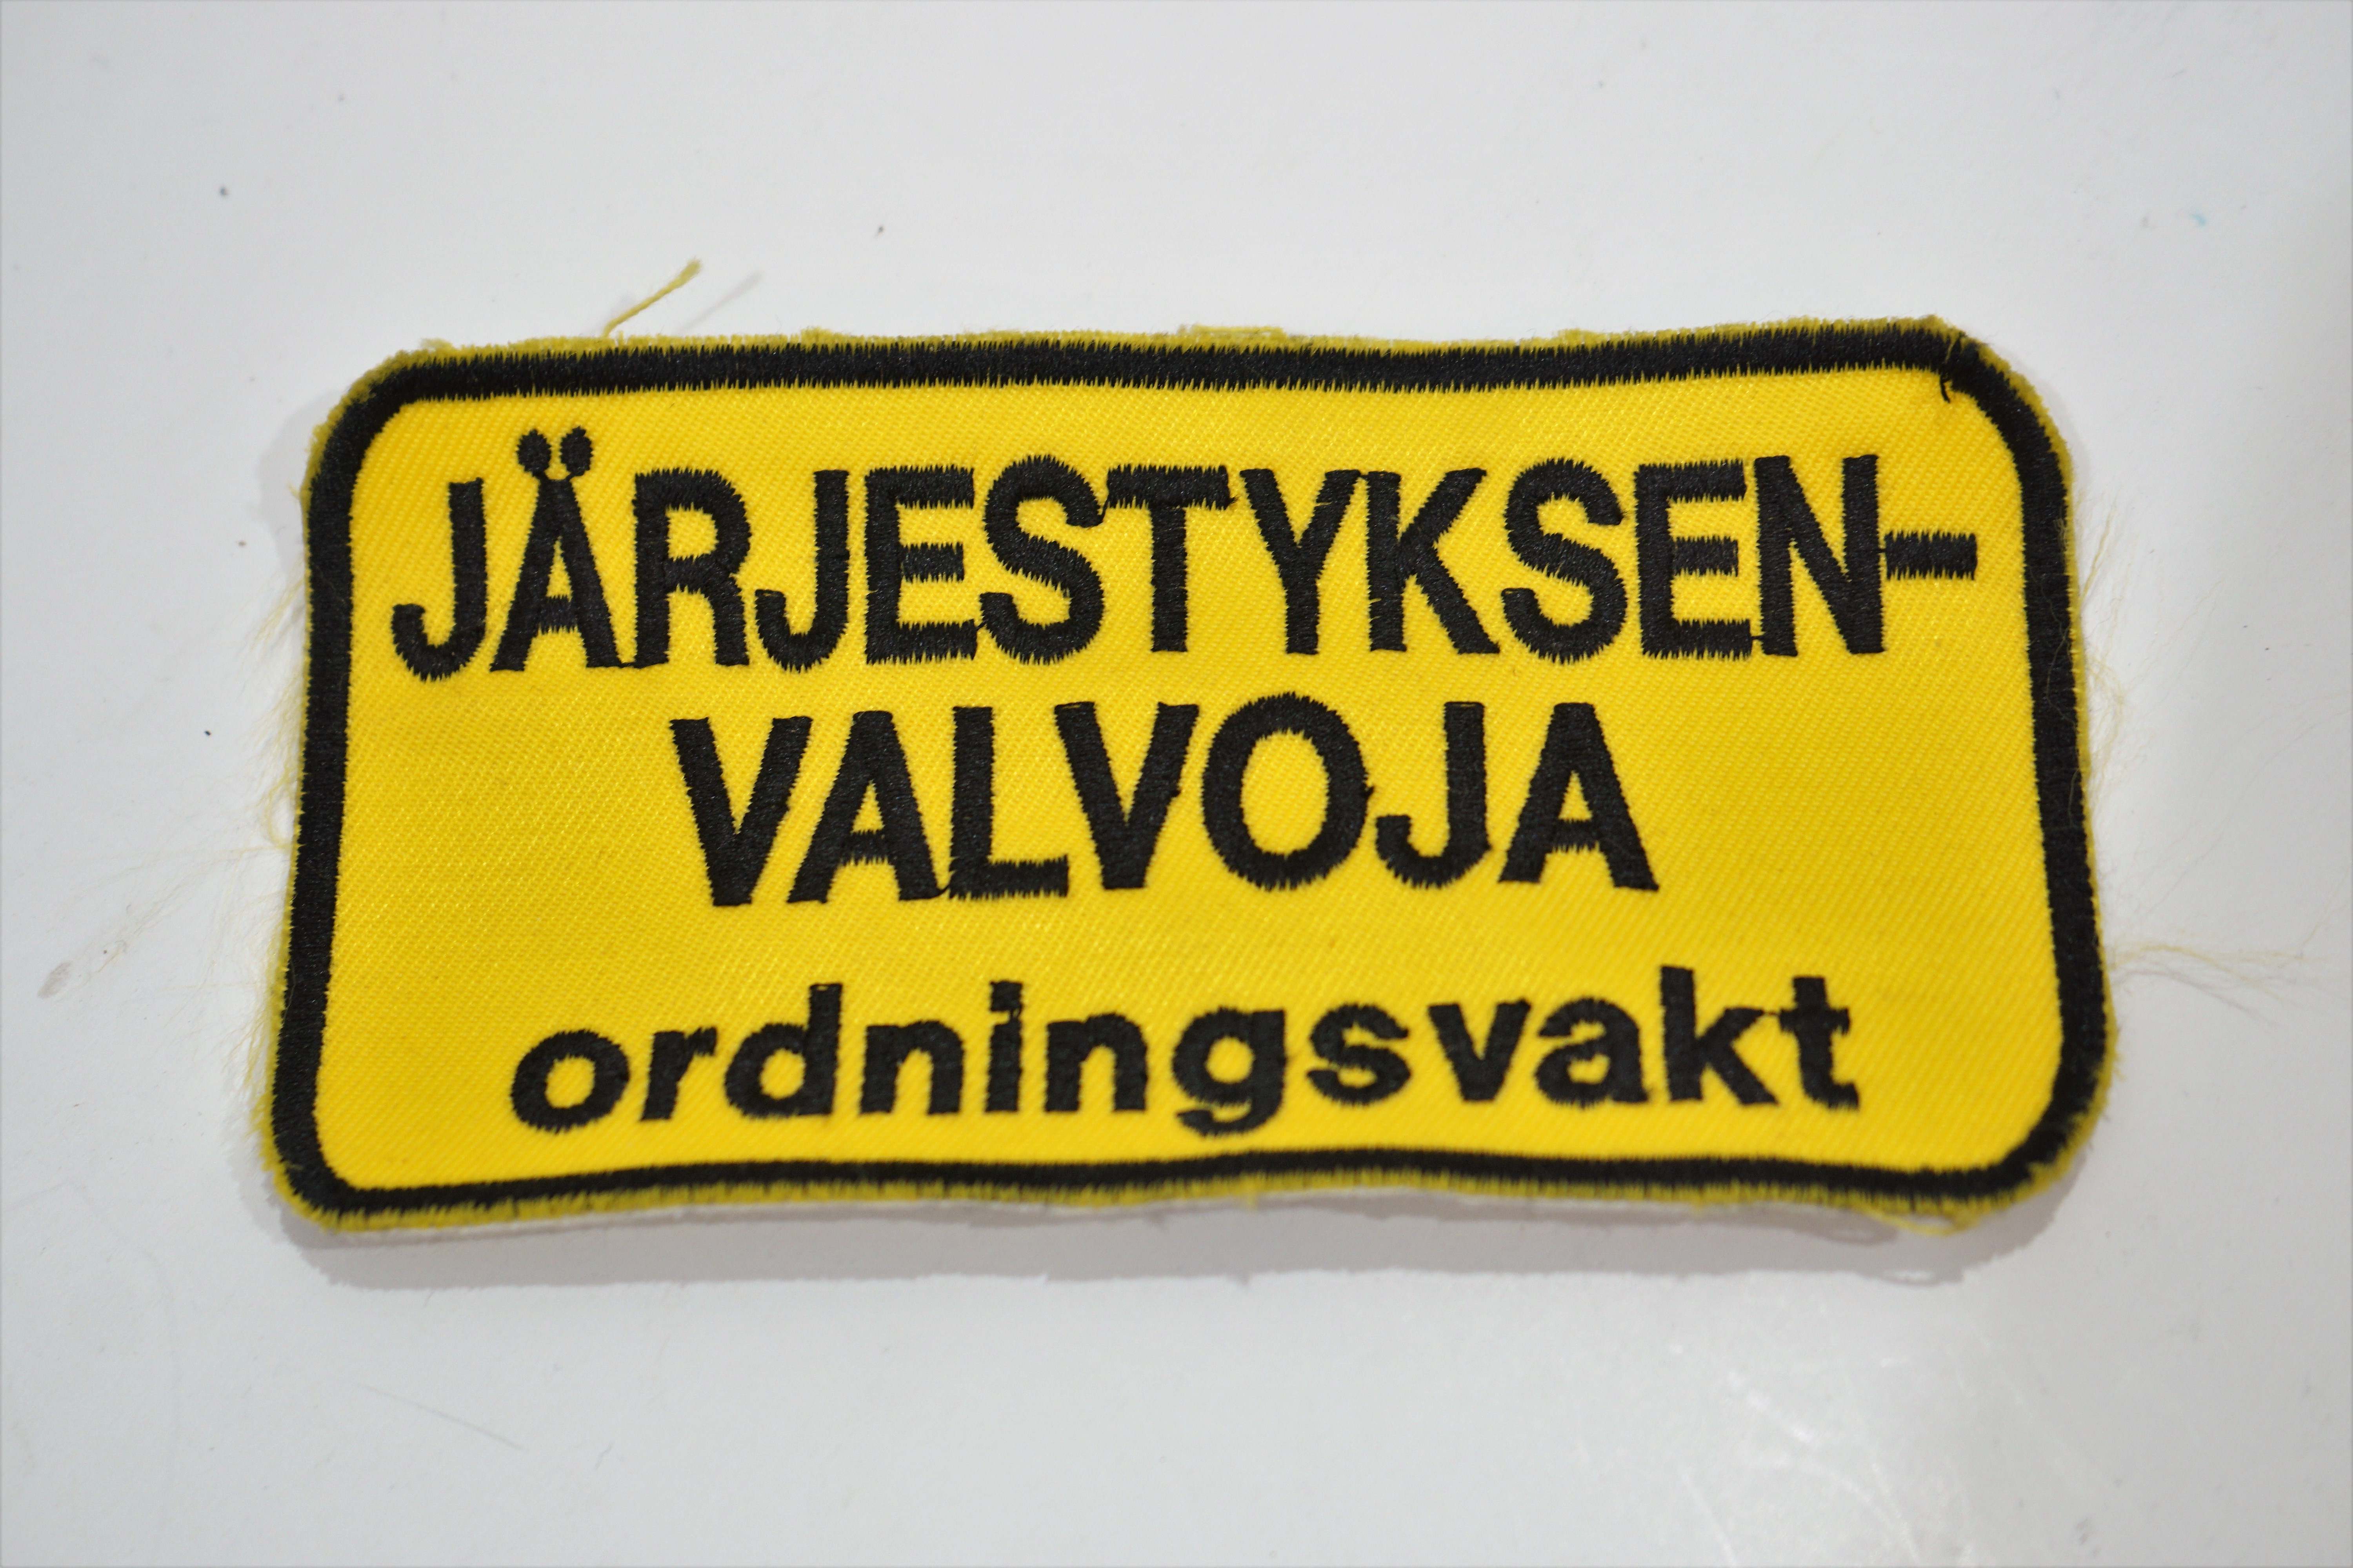 JÄRJESTYKSEN-
VALVOJA
ordningsvakt